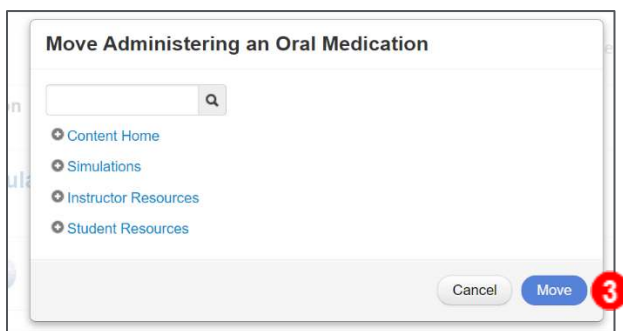 Move Administering an Oral Medication
Content Home
Simulations
Instructor Resources
Student Resources
Cancel Move 3